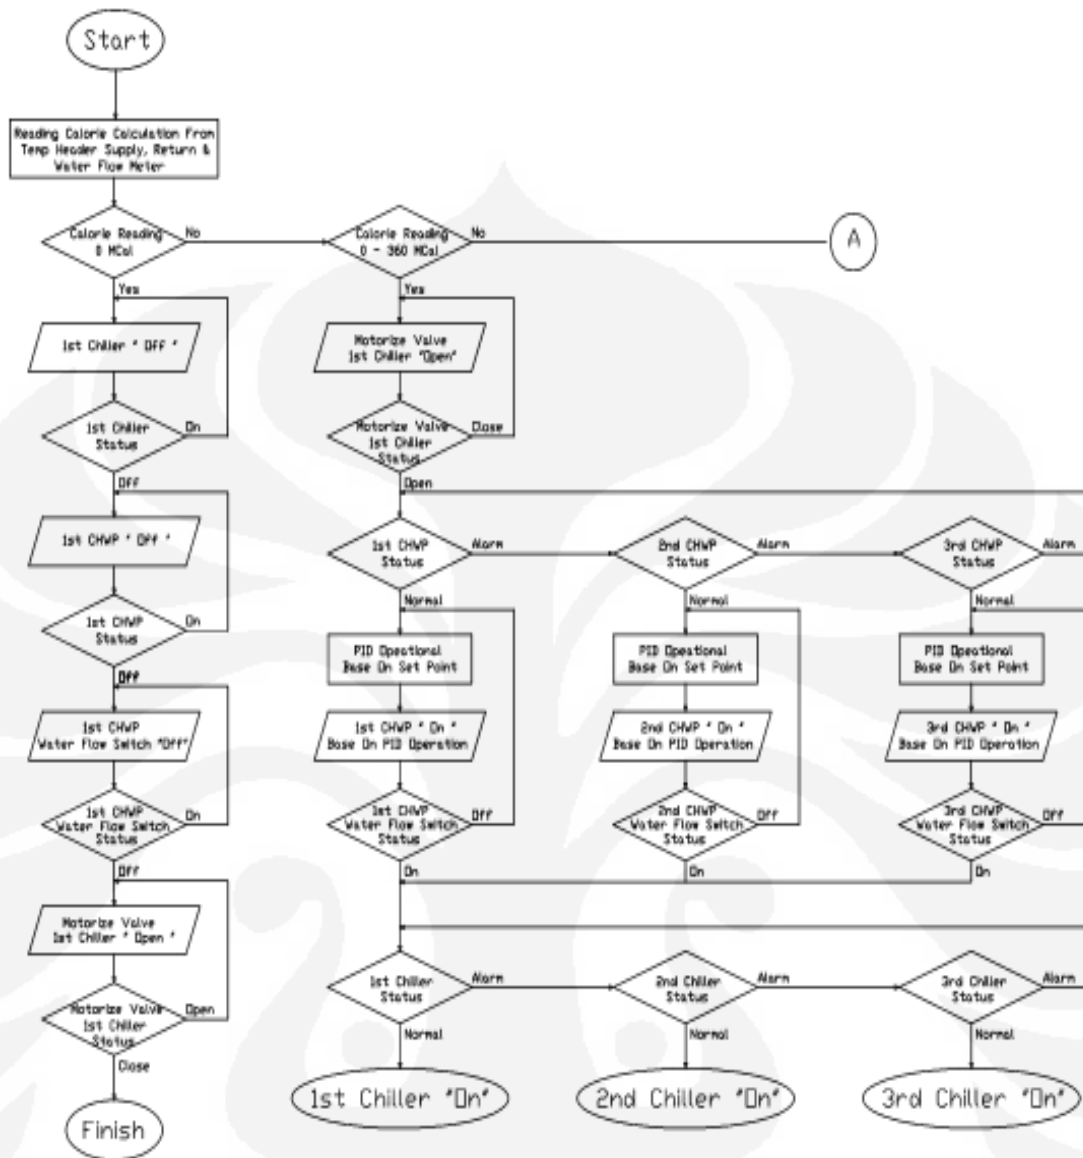 Start
Reading Calorie Calculation From
Temp Header Supply, Return &
Water Flow Meter
Calorie Reading
0 MCal
No
Yes
Calorie Reading
0 - 360 MCal
No
Yes
A
1st Chiller " Off "
1st Chiller
Status
On
Off
1st CHWP " Off "
1st CHWP
Status
On
Off
1st CHWP
Water Flow Switch "Off"
1st CHWP
Water Flow Switch
Status
On
Off
Motorize Valve
1st Chiller " Open "
Motorize Valve
1st Chiller
Status
Open
Close
Finish
Motorize Valve
1st Chiller "Open"
Motorize Valve
1st Chiller
Status
Close
Open
1st CHWP
Status
Alarm
Normal
PID Opeational
Base On Set Point
1st CHWP " On "
Base On PID Operation
1st CHWP
Water Flow Switch
Status
Off
On
2nd CHWP
Status
Alarm
Normal
PID Opeational
Base On Set Point
2nd CHWP " On "
Base On PID Operation
2nd CHWP
Water Flow Switch
Status
Off
On
3rd CHWP
Status
Alarm
Normal
PID Opeational
Base On Set Point
3rd CHWP " On "
Base On PID Operation
3rd CHWP
Water Flow Switch
Status
Off
On
1st Chiller
Status
Alarm
Normal
1st Chiller "On"
2nd Chiller
Status
Alarm
Normal
2nd Chiller "On"
3rd Chiller
Status
Alarm
Normal
3rd Chiller "On"